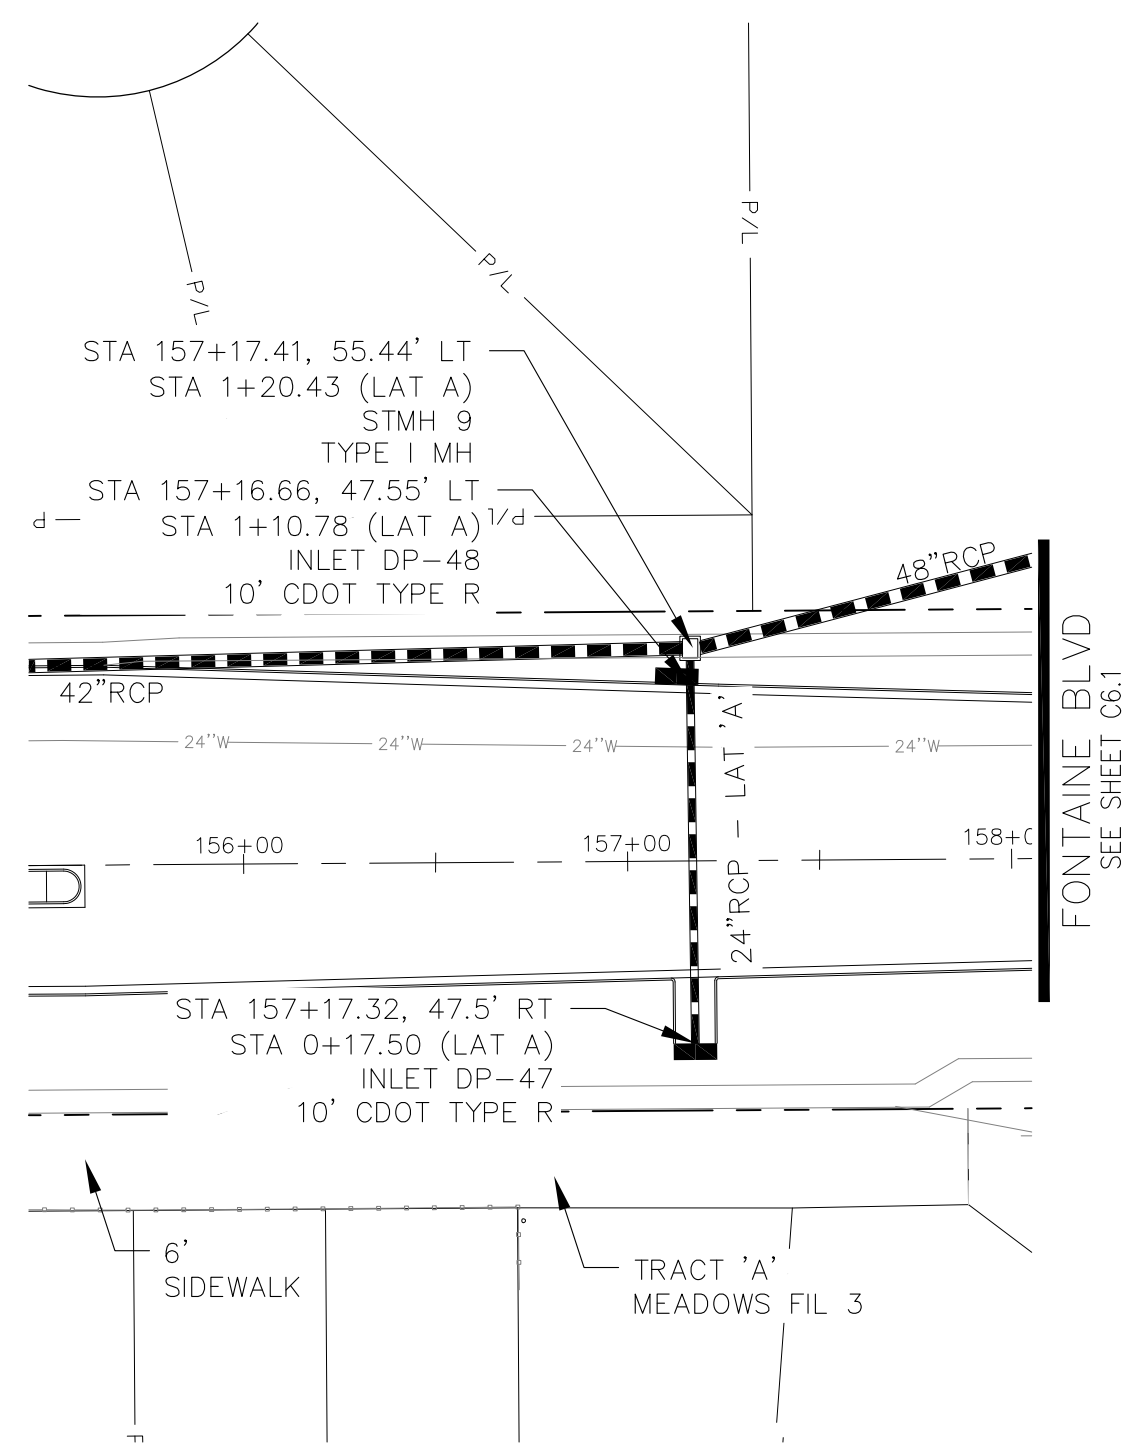 P/L
P/L
P/L
STA 157+17.41, 55.44' LT
STA 1+20.43 (LAT A)
STMH 9
TYPE I MH
STA 157+16.66, 47.55' LT
STA 1+10.78 (LAT A)
INLET DP-48
10' CDOT TYPE R
P/L
P
48"RCP
42"RCP
24"W
24"W
24"W
24"W
24"RCP - LAT 'A'
156+00
157+00
158+0
FONTAINE BLVD
SEE SHEET C6.1
STA 157+17.32, 47.5' RT
STA 0+17.50 (LAT A)
INLET DP-47
10' CDOT TYPE R
6'
SIDEWALK
TRACT 'A'
MEADOWS FIL 3